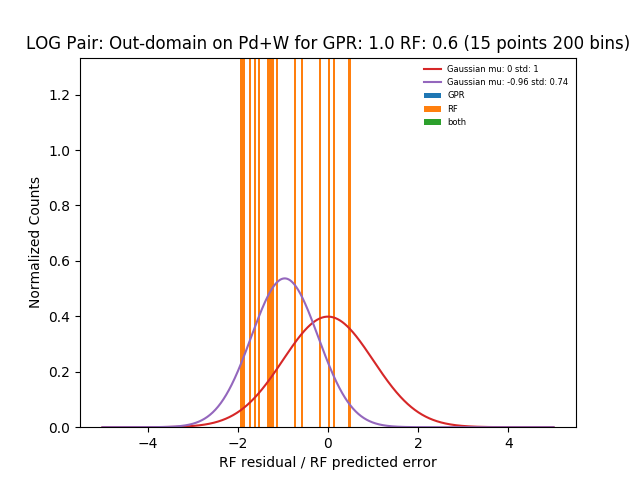 LOG Pair: Out-domain on Pd+W for GPR: 1.0 RF: 0.6 (15 points 200 bins)
Gaussian mu: 0 std: 1
Gaussian mu: -0.96 std: 0.74
GPR
RF
both
1.2
1.0
0.8
0.6
0.4
0.2
0.0
Normalized Counts
−4 −2 0 2 4
RF residual / RF predicted error